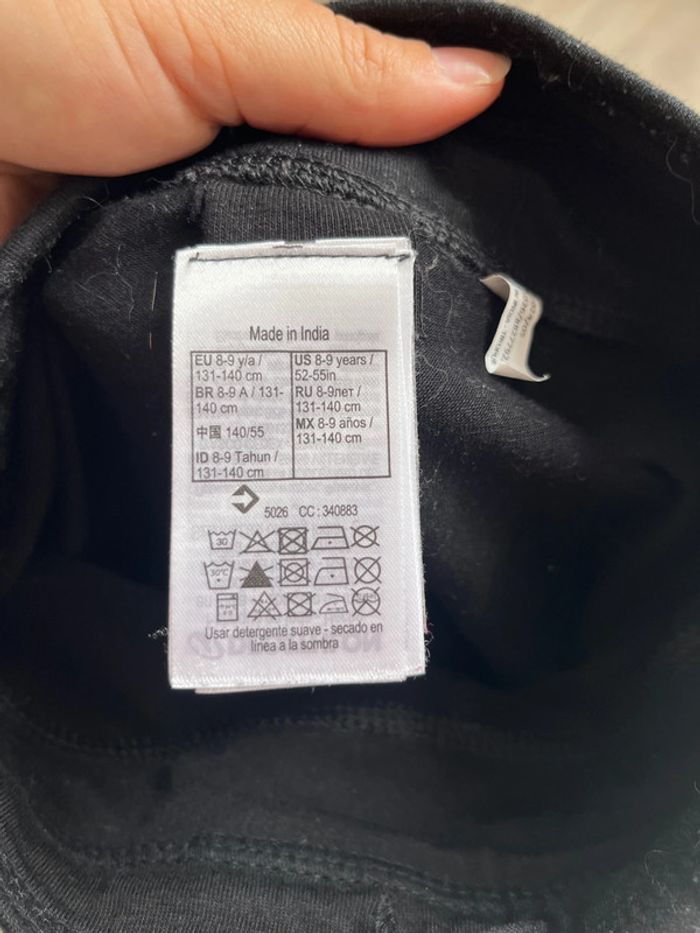 Made in India
EU 8-9 y/a /
131-140 cm
BR 8-9 A / 131-
140 cm
中国 140/55
ID 8-9 Tahun /
131-140 cm
US 8-9 years /
52-55in
RU 8-9лет /
131-140 cm
MX 8-9 años /
131-140 cm
5026 CC : 340883
30
30°C
Usar detergente suave - secado en
línea a la sombra